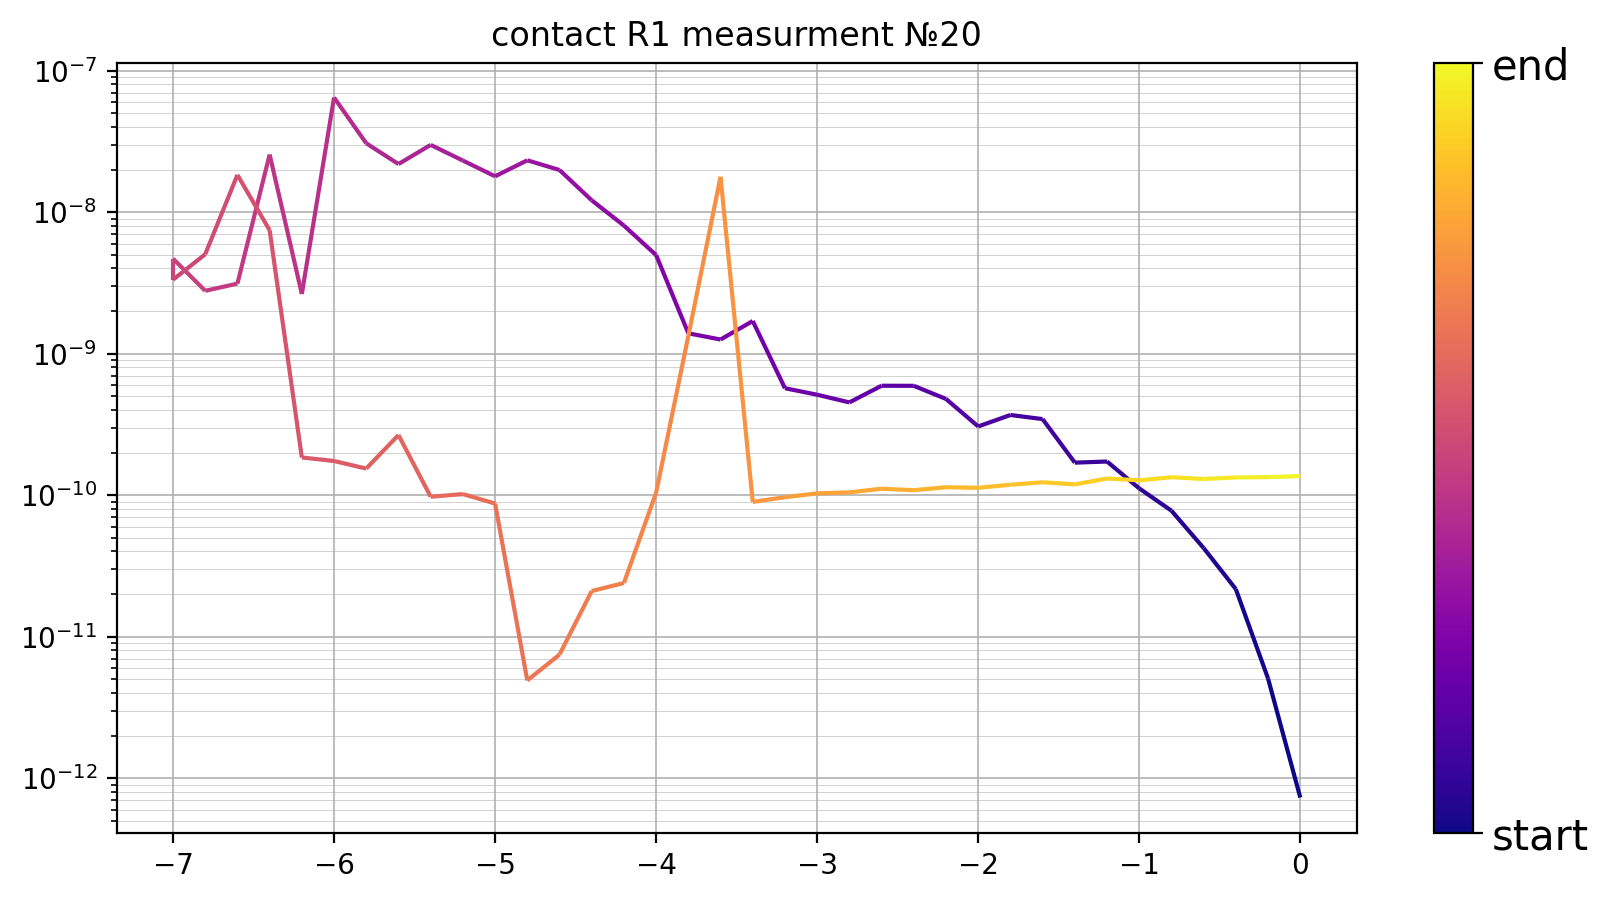 contact R1 measurment №20
10⁻⁷
10⁻⁸
10⁻⁹
10⁻¹⁰
10⁻¹¹
10⁻¹²
−7 −6 −5 −4 −3 −2 −1 0
end
start